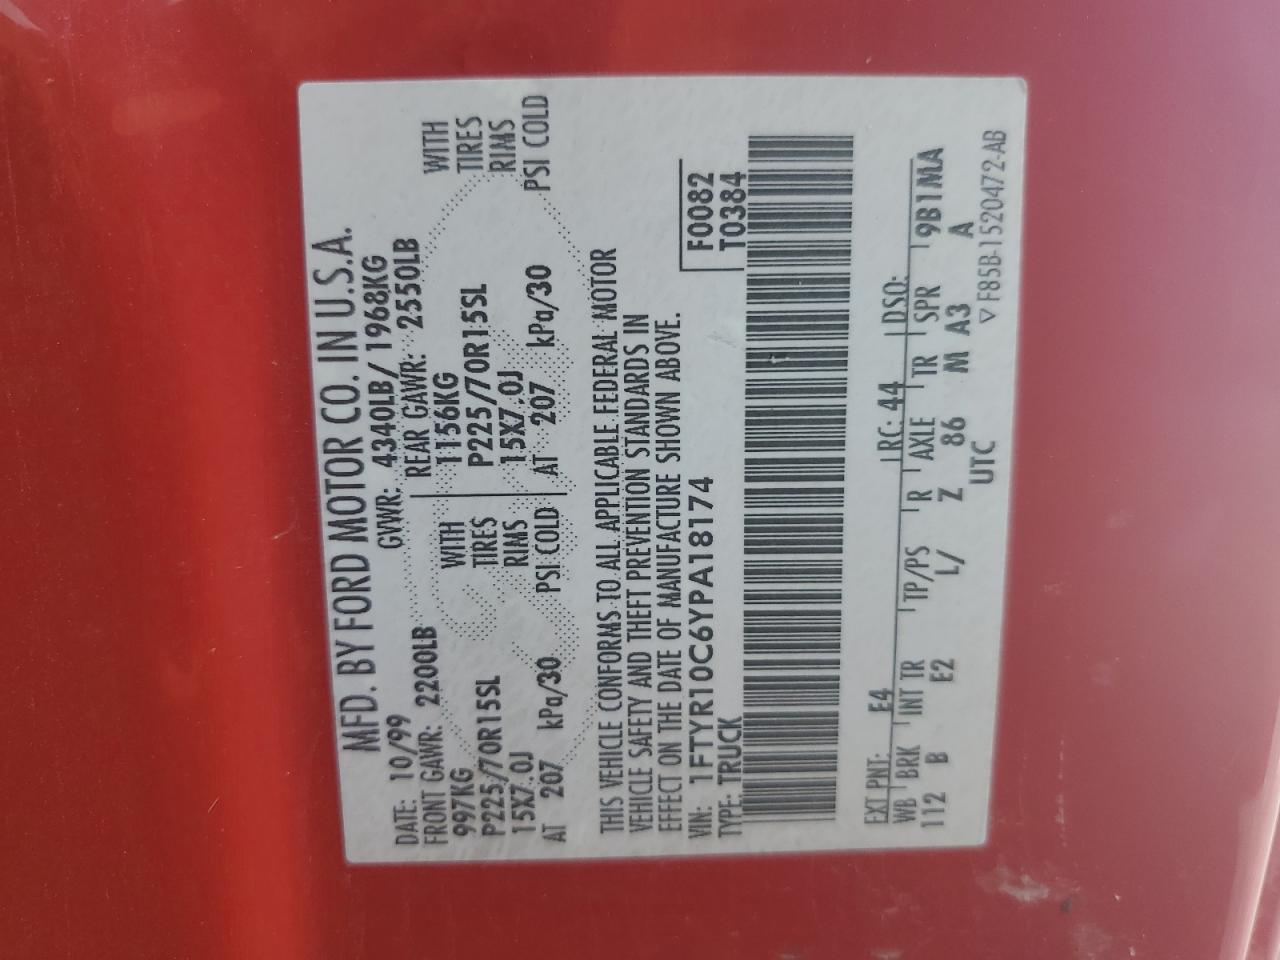 MFD. BY FORD MOTOR CO. IN U.S.A.
DATE: 10/99 GVWR: 4340LB/ 1968KG
FRONT GAWR: 2200LB REAR GAWR: 2550LB
997KG WITH 1156KG WITH
P225/70R15SL TIRES P225/70R15SL TIRES
15X7.0J RIMS 15X7.0J RIMS
AT 207 kPa/30 PSI COLD AT 207 kPa/30 PSI COLD
THIS VEHICLE CONFORMS TO ALL APPLICABLE FEDERAL MOTOR
VEHICLE SAFETY AND THEFT PREVENTION STANDARDS IN
EFFECT ON THE DATE OF MANUFACTURE SHOWN ABOVE.
VIN: 1FTYR10C6YPA18174 F0082
TYPE: TRUCK T0384
EXT PNT: E4 RC: 44 DSO:
WB BRK INT TR TP/PS R AXLE TR SPR 9B1MA
112 B E2 L/ Z 86 M A3 A
UTC
▽ F85B-1520472-AB